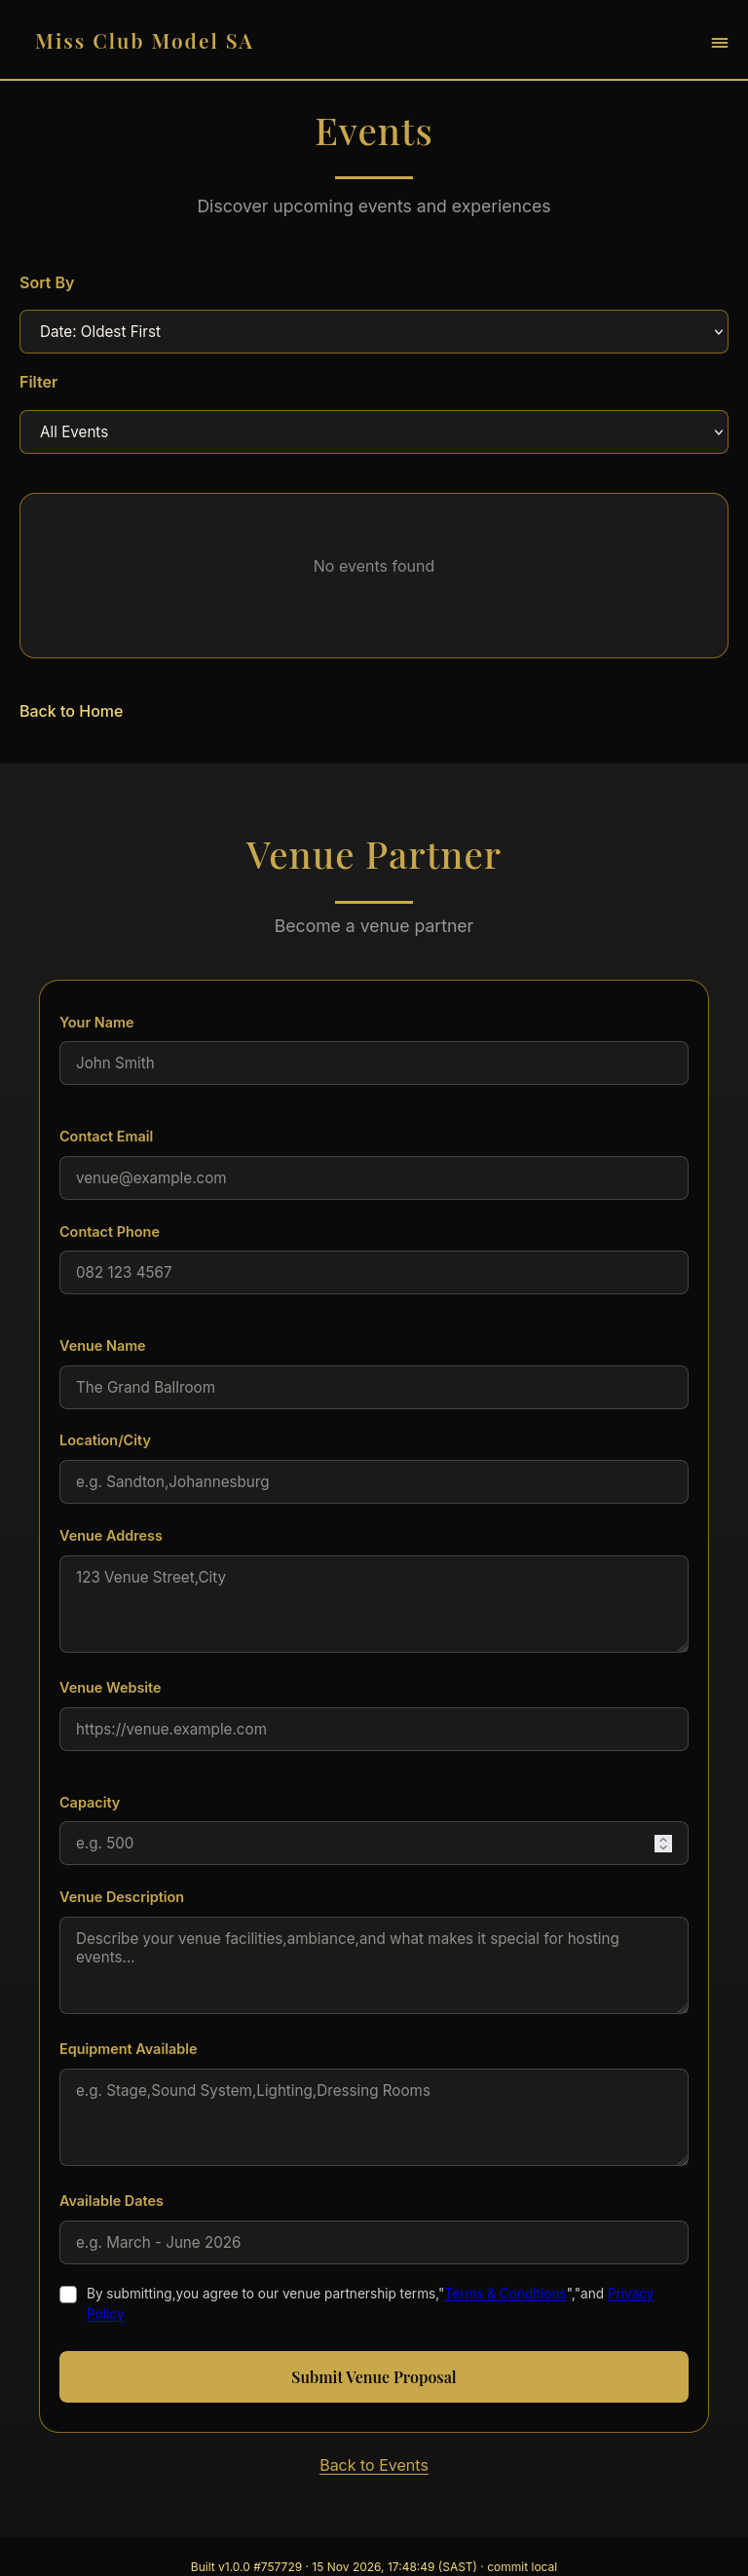 Miss Club Model SA
Events
Discover upcoming events and experiences
Sort By
Date: Oldest First
Filter
All Events
No events found
Back to Home
Venue Partner
Become a venue partner
Your Name
John Smith
Contact Email
venue@example.com
Contact Phone
082 123 4567
Venue Name
The Grand Ballroom
Location/City
e.g. Sandton,Johannesburg
Venue Address
123 Venue Street,City
Venue Website
https://venue.example.com
Capacity
e.g. 500
Venue Description
Describe your venue facilities,ambiance,and what makes it special for hosting
events...
Equipment Available
e.g. Stage,Sound System,Lighting,Dressing Rooms
Available Dates
e.g. March - June 2026
By submitting,you agree to our venue partnership terms,"Terms & Conditions","and Privacy
Policy
Submit Venue Proposal
Back to Events
Built v1.0.0 #757729 · 15 Nov 2026, 17:48:49 (SAST) · commit local